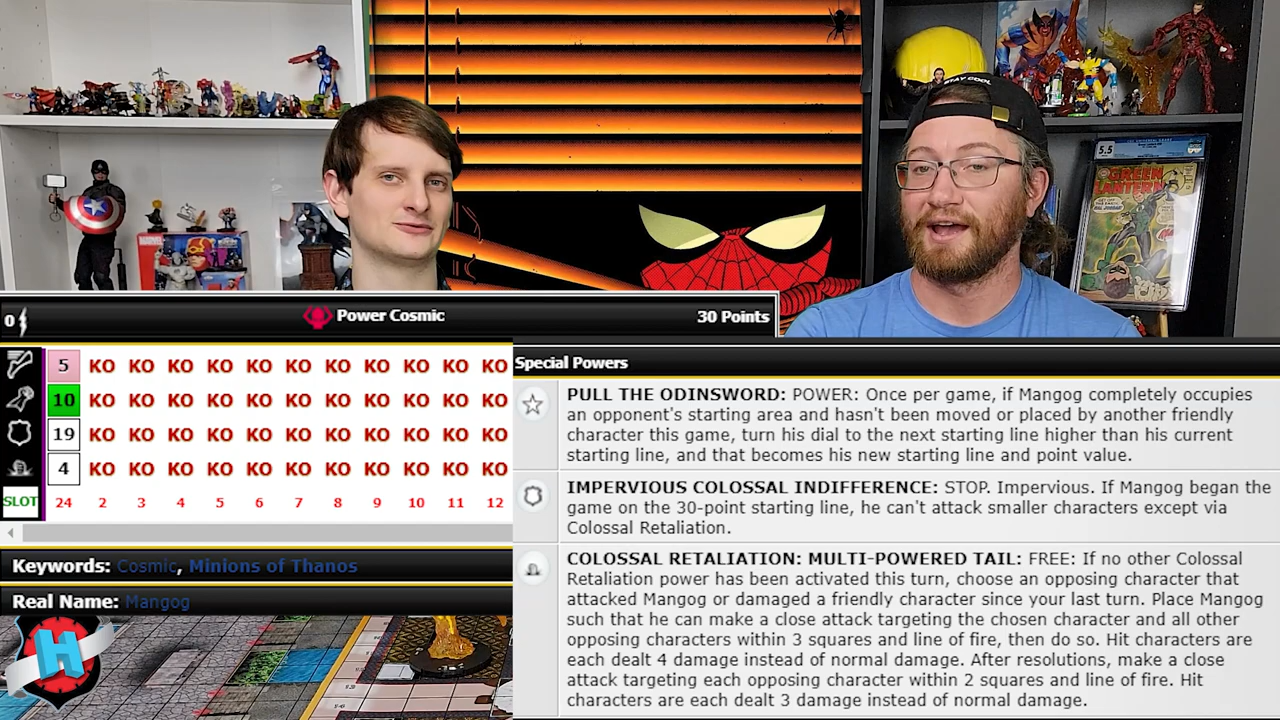 STAY COOL
5.5
GREEN
LANTERN
MARVEL
0
Power Cosmic
30 Points
5 KO KO KO KO KO KO KO KO KO KO KO
10 KO KO KO KO KO KO KO KO KO KO KO
19 KO KO KO KO KO KO KO KO KO KO KO
4 KO KO KO KO KO KO KO KO KO KO KO
SLOT 24 2 3 4 5 6 7 8 9 10 11 12
Keywords: Cosmic, Minions of Thanos
Real Name: Mangog
H
Special Powers
PULL THE ODINSWORD: POWER: Once per game, if Mangog completely occupies
an opponent's starting area and hasn't been moved or placed by another friendly
character this game, turn his dial to the next starting line higher than his current
starting line, and that becomes his new starting line and point value.
IMPERVIOUS COLOSSAL INDIFFERENCE: STOP. Impervious. If Mangog began the
game on the 30-point starting line, he can't attack smaller characters except via
Colossal Retaliation.
COLOSSAL RETALIATION: MULTI-POWERED TAIL: FREE: If no other Colossal
Retaliation power has been activated this turn, choose an opposing character that
attacked Mangog or damaged a friendly character since your last turn. Place Mangog
such that he can make a close attack targeting the chosen character and all other
opposing characters within 3 squares and line of fire, then do so. Hit characters are
each dealt 4 damage instead of normal damage. After resolutions, make a close
attack targeting each opposing character within 2 squares and line of fire. Hit
characters are each dealt 3 damage instead of normal damage.